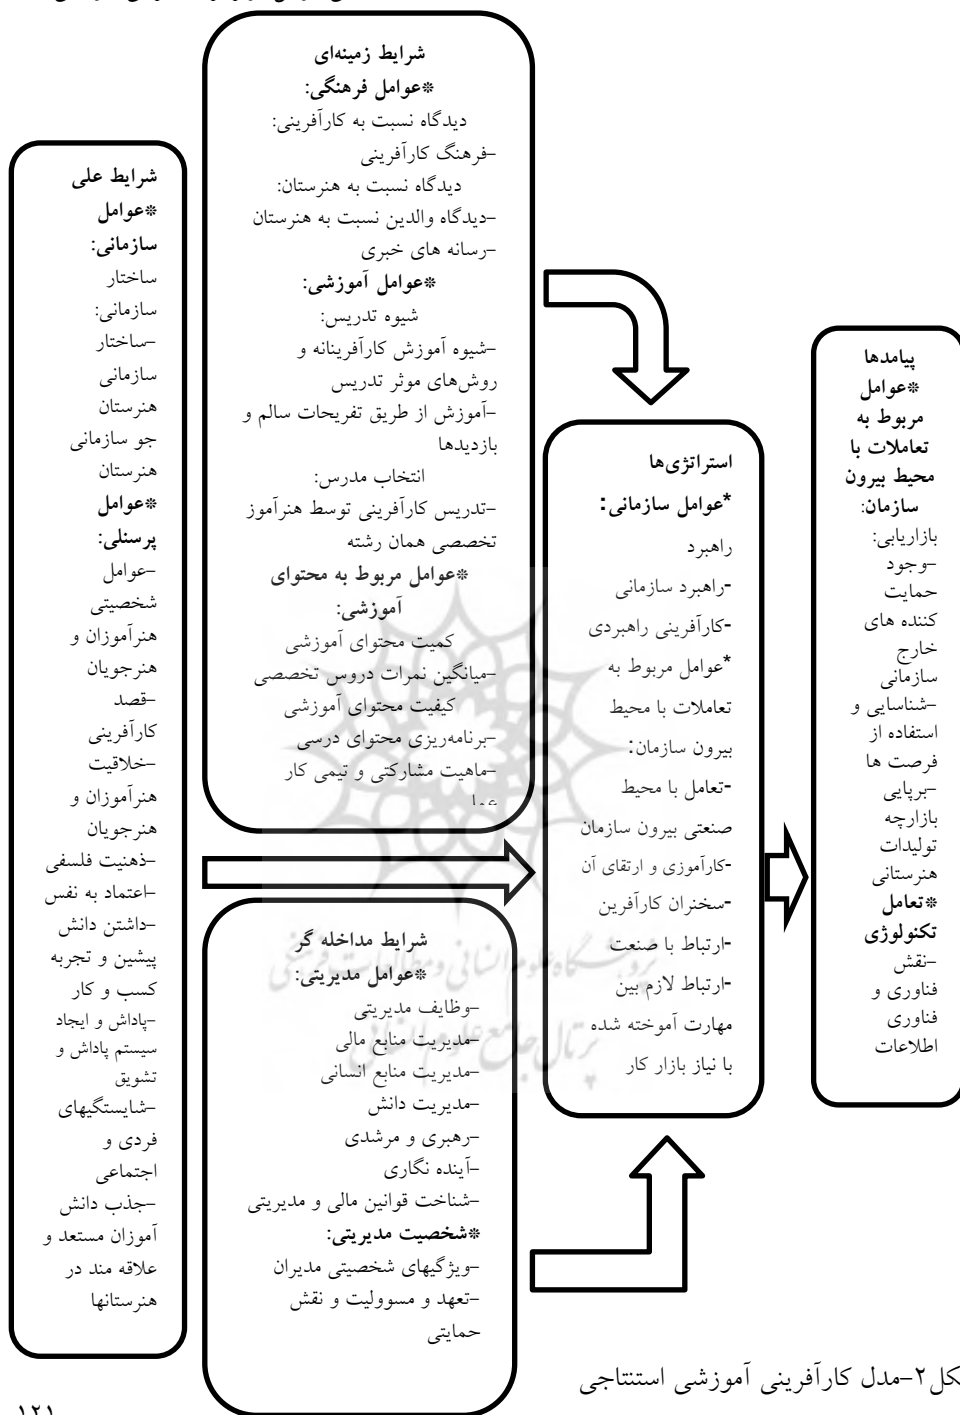 شرایط زمینه‌ای
*عوامل فرهنگی:
دیدگاه نسبت به کارآفرینی:
-فرهنگ کارآفرینی
دیدگاه نسبت به هنرستان:
-دیدگاه والدین نسبت به هنرستان
-رسانه های خبری
*عوامل آموزشی:
شیوه تدریس:
-شیوه آموزش کارآفرینانه و
روش‌های موثر تدریس
-آموزش از طریق تفریحات سالم و
بازدیدها
انتخاب مدرس:
-تدریس کارآفرینی توسط هنرآموز
تخصصی همان رشته
*عوامل مربوط به محتوای
آموزشی:
کمیت محتوای آموزشی
-میانگین نمرات دروس تخصصی
کیفیت محتوای آموزشی
-برنامه‌ریزی محتوای درسی
-ماهیت مشارکتی و تیمی کار
شرایط علی
*عوامل
سازمانی:
ساختار
سازمانی:
-ساختار
سازمانی
هنرستان
جو سازمانی
هنرستان
*عوامل
پرسنلی:
-عوامل
شخصیتی
هنرآموزان و
هنرجویان
-قصد
کارآفرینی
-خلاقیت
هنرآموزان و
هنرجویان
-ذهنیت فلسفی
-اعتماد به نفس
-داشتن دانش
پیشین و تجربه
کسب و کار
-پاداش و ایجاد
سیستم پاداش و
تشویق
-شایستگیهای
فردی و
اجتماعی
-جذب دانش
آموزان مستعد و
علاقه مند در
هنرستانها
شرایط مداخله گر
*عوامل مدیریتی:
-وظایف مدیریتی
-مدیریت منابع مالی
-مدیریت منابع انسانی
-مدیریت دانش
-رهبری و مرشدی
-آینده نگاری
-شناخت قوانین مالی و مدیریتی
*شخصیت مدیریتی:
-ویژگیهای شخصیتی مدیران
-تعهد و مسوولیت و نقش
حمایتی
استراتژی‌ها
*عوامل سازمانی:
راهبرد
-راهبرد سازمانی
-کارآفرینی راهبردی
*عوامل مربوط به
تعاملات با محیط
بیرون سازمان:
-تعامل با محیط
صنعتی بیرون سازمان
-کارآموزی و ارتقای آن
-سخنران کارآفرین
-ارتباط با صنعت
-ارتباط لازم بین
مهارت آموخته شده
با نیاز بازار کار
پیامدها
*عوامل
مربوط به
تعاملات با
محیط بیرون
سازمان:
بازاریابی:
-وجود
حمایت
کننده های
خارج
سازمانی
-شناسایی و
استفاده از
فرصت ها
-برپایی
بازارچه
تولیدات
هنرستانی
*تعامل
تکنولوژی
-نقش
فناوری و
فناوری
اطلاعات
پژوهشگاه علوم انسانی و مطالعات فرهنگی
پرتال جامع علوم انسانی
کل۲-مدل کارآفرینی آموزشی استنتاجی
۱۲۱